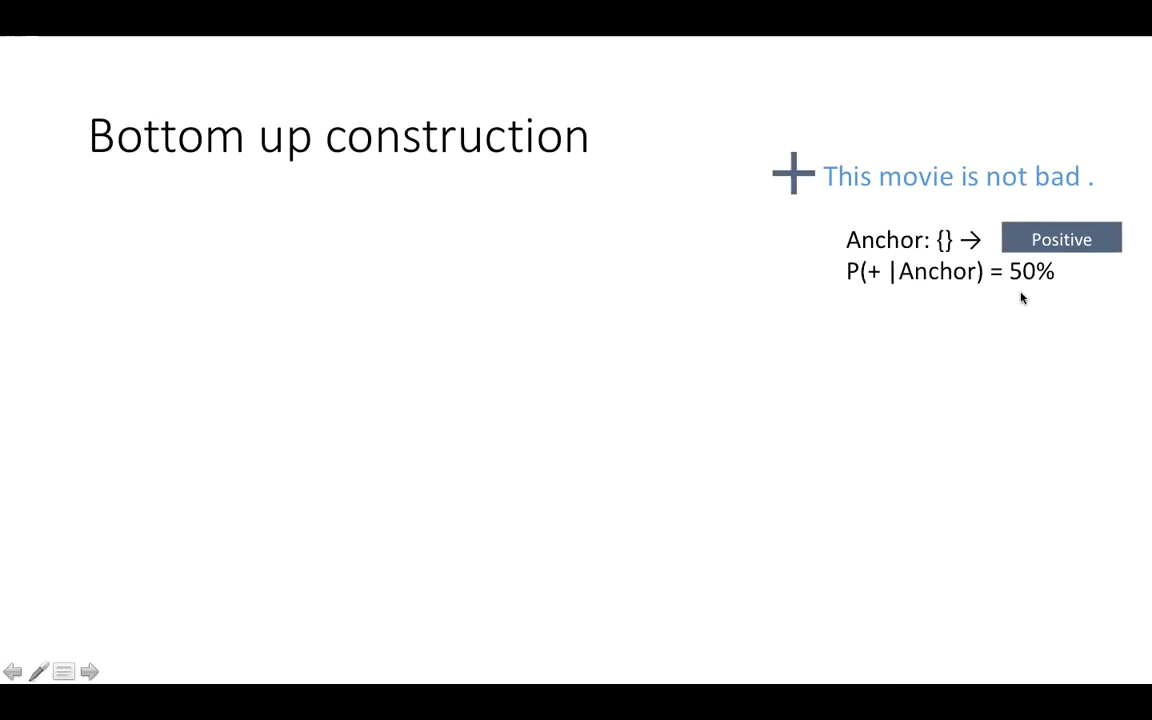 Bottom up construction
This movie is not bad .
Anchor: {} → Positive
P(+ |Anchor) = 50%